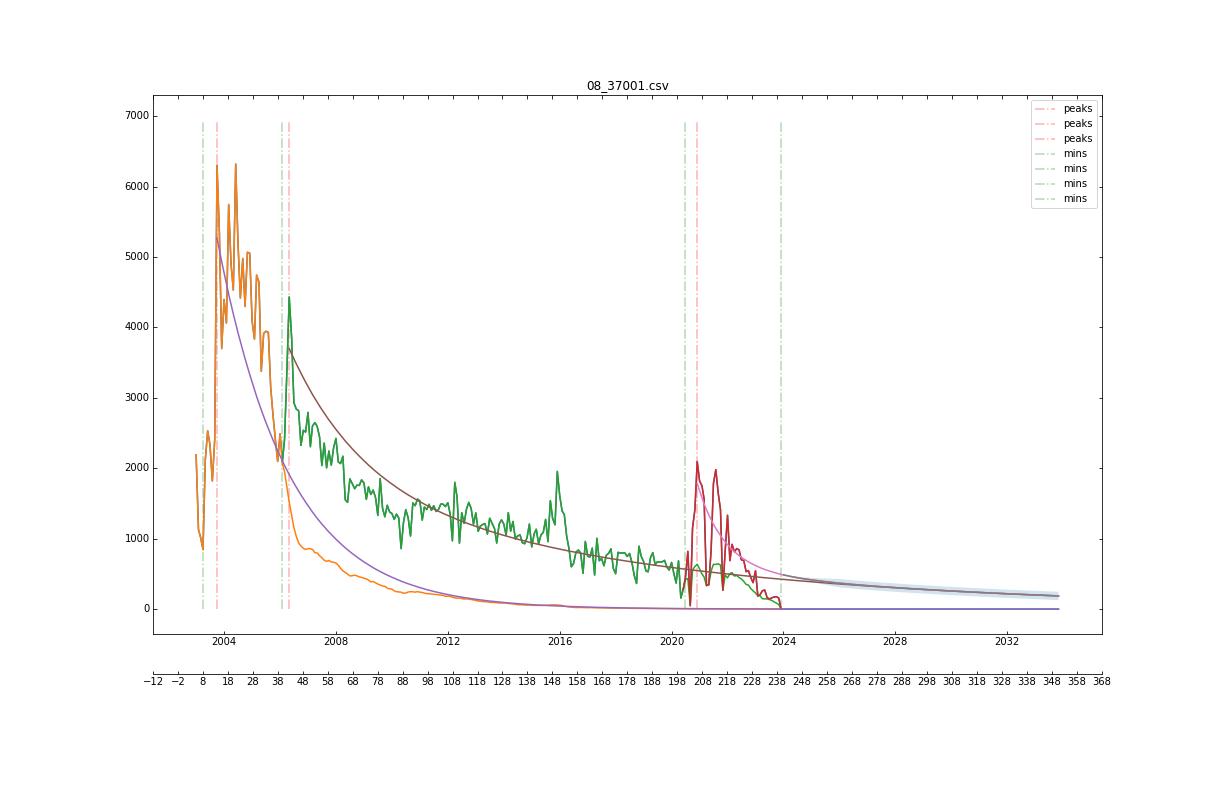 08_37001.csv
7000
6000
5000
4000
3000
2000
1000
0
peaks
peaks
peaks
mins
mins
mins
mins
2004 2008 2012 2016 2020 2024 2028 2032
−12 −2 8 18 28 38 48 58 68 78 88 98 108 118 128 138 148 158 168 178 188 198 208 218 228 238 248 258 268 278 288 298 308 318 328 338 348 358 368